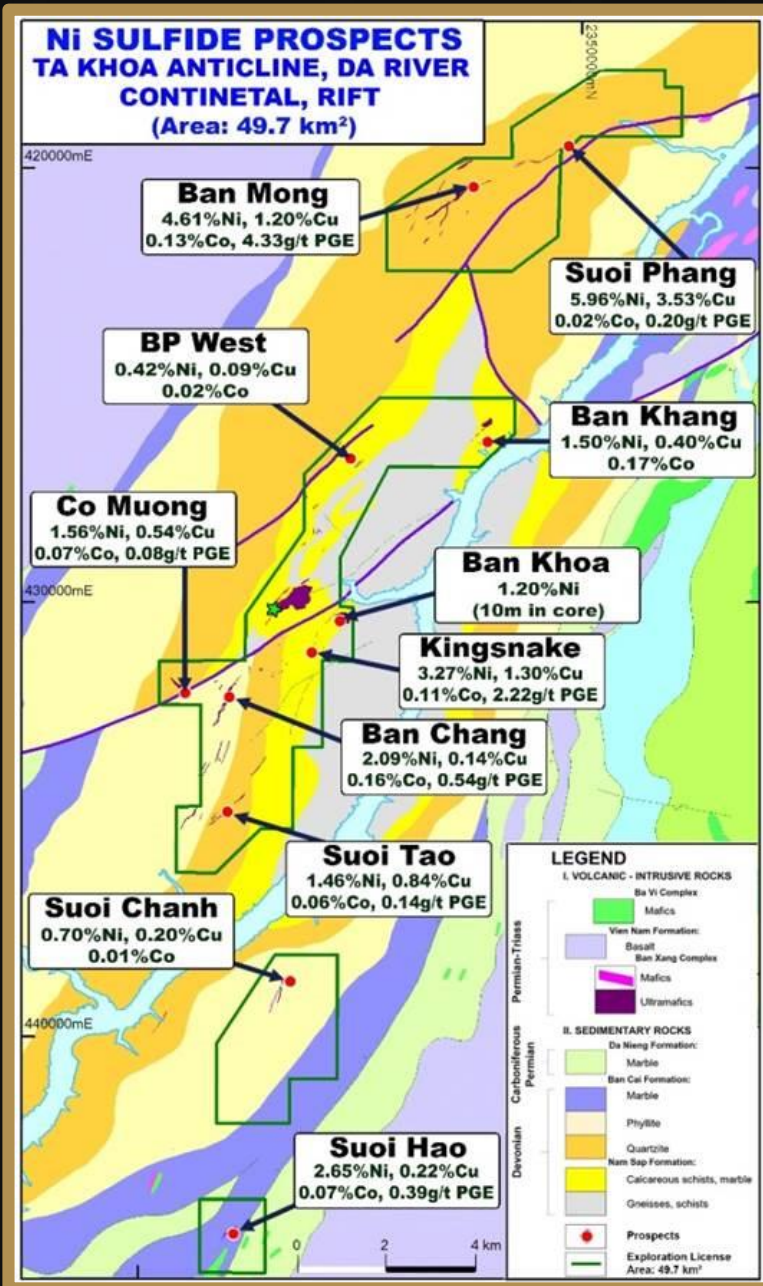 Ni SULFIDE PROSPECTS
TA KHOA ANTICLINE, DA RIVER
CONTINETAL, RIFT
(Area: 49.7 km²)
2350000mN
420000mE
Ban Mong
4.61%Ni, 1.20%Cu
0.13%Co, 4.33g/t PGE
Suoi Phang
5.96%Ni, 3.53%Cu
0.02%Co, 0.20g/t PGE
BP West
0.42%Ni, 0.09%Cu
0.02%Co
Ban Khang
1.50%Ni, 0.40%Cu
0.17%Co
Co Muong
1.56%Ni, 0.54%Cu
0.07%Co, 0.08g/t PGE
Ban Khoa
1.20%Ni
(10m in core)
430000mE
Kingsnake
3.27%Ni, 1.30%Cu
0.11%Co, 2.22g/t PGE
Ban Chang
2.09%Ni, 0.14%Cu
0.16%Co, 0.54g/t PGE
Suoi Tao
1.46%Ni, 0.84%Cu
0.06%Co, 0.14g/t PGE
Suoi Chanh
0.70%Ni, 0.20%Cu
0.01%Co
440000mE
Suoi Hao
2.65%Ni, 0.22%Cu
0.07%Co, 0.39g/t PGE
0 2 4 km
LEGEND
I. VOLCANIC - INTRUSIVE ROCKS
Permian-Triass
Ba Vi Complex
Mafics
Vien Nam Formation:
Basalt
Ban Xang Complex
Mafics
Ultramafics
II. SEDIMENTARY ROCKS
Carboniferous
Permian
Da Nieng Formation:
Marble
Devonian
Ban Cai Formation:
Marble
Phyllite
Quartzite
Nam Sap Formation:
Calcareous schists, marble
Gneisses, schists
Prospects
Exploration License
Area: 49.7 km²